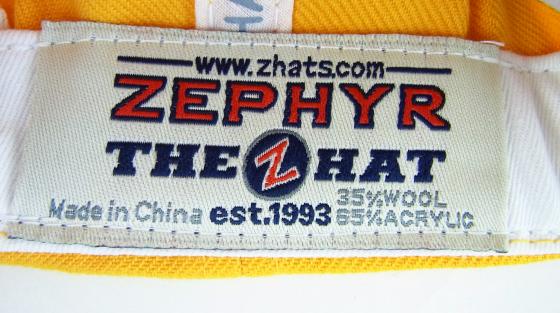 www.zhats.com
ZEPHYR
THE Z HAT
Made in China est.1993 35%WOOL
65%ACRYLIC